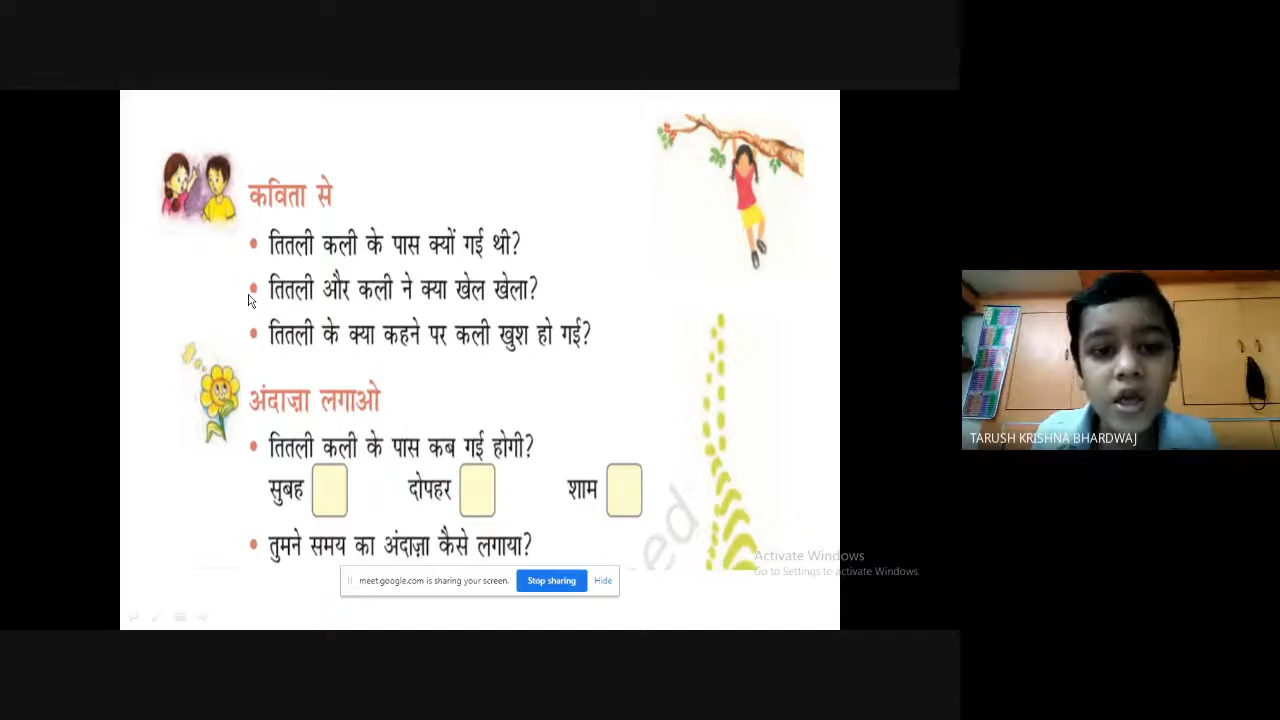 कविता से
तितली कली के पास क्यों गई थी?
तितली और कली ने क्या खेल खेला?
तितली के क्या कहने पर कली खुश हो गई?
अंदाज़ा लगाओ
तितली कली के पास कब गई होगी?
सुबह दोपहर शाम
तुमने समय का अंदाज़ा कैसे लगाया?
ed
meet.google.com is sharing your screen. Stop sharing Hide
Activate Windows
Go to Settings to activate Windows.
TARUSH KRISHNA BHARDWAJ